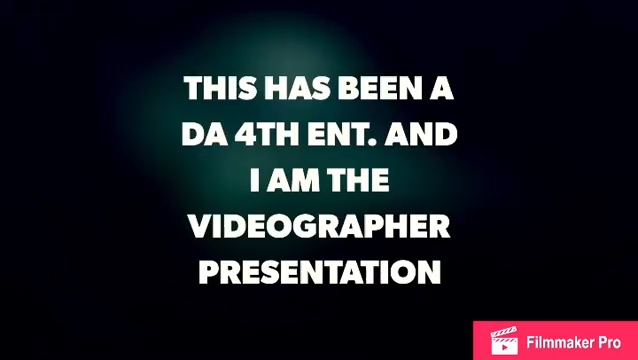 THIS HAS BEEN A
DA 4TH ENT. AND
I AM THE
VIDEOGRAPHER
PRESENTATION
Filmmaker Pro